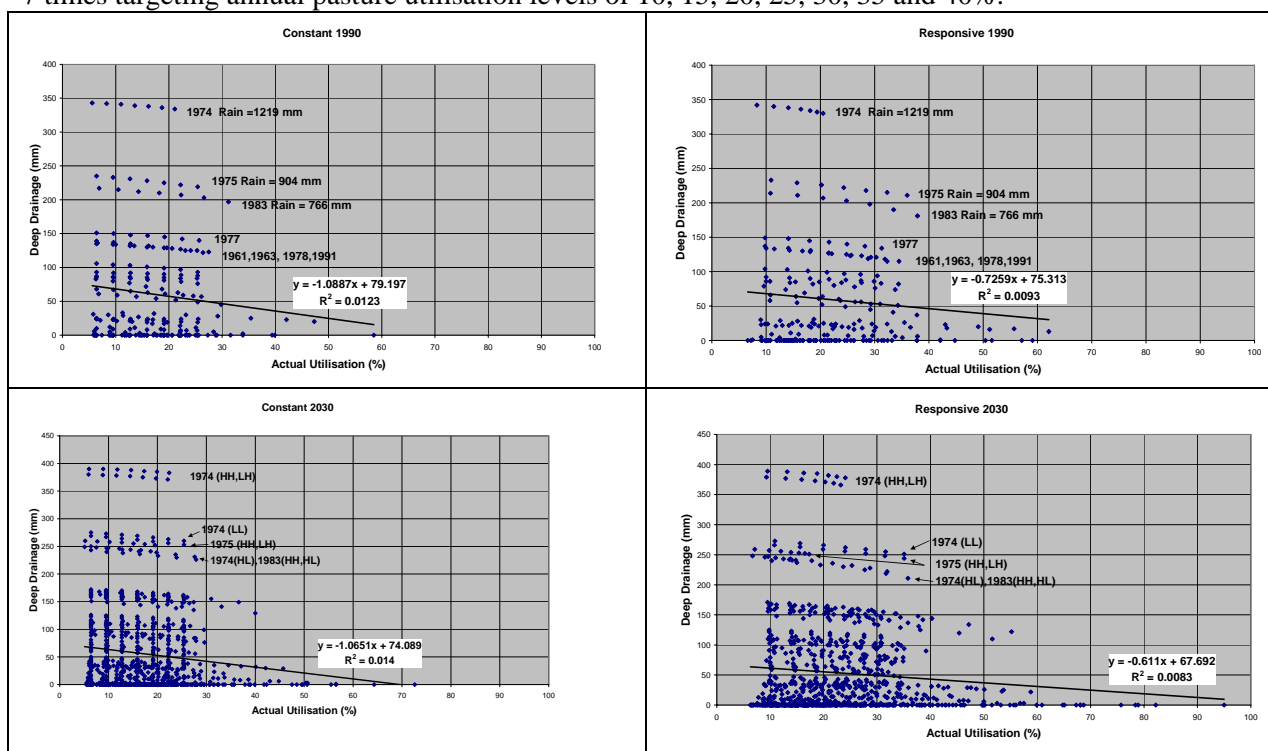 7 times targeting annual pasture utilisation levels of 10, 15, 20, 25, 30, 35 and 40%.
Constant 1990
Deep Drainage (mm)
400
350
300
250
200
150
100
50
0
1974 Rain =1219 mm
1975 Rain = 904 mm
1983 Rain = 766 mm
1977
1961,1963, 1978,1991
y = -1.0887x + 79.197
R² = 0.0123
0 10 20 30 40 50 60 70 80 90 100
Actual Utilisation (%)
Responsive 1990
Deep Drainage (mm)
400
350
300
250
200
150
100
50
0
1974 Rain =1219 mm
1975 Rain = 904 mm
1983 Rain = 766 mm
1977
1961,1963, 1978,1991
y = -0.7259x + 75.313
R² = 0.0093
0 10 20 30 40 50 60 70 80 90 100
Actual Utilisation (%)
Constant 2030
Deep Drainage (mm)
450
400
350
300
250
200
150
100
50
0
1974 (HH,LH)
1974 (LL)
1975 (HH,LH)
1974(HL),1983(HH,HL)
y = -1.0651x + 74.089
R² = 0.014
0 10 20 30 40 50 60 70 80 90 100
Actual Utilisation (%)
Responsive 2030
Deep Drainage (mm)
450
400
350
300
250
200
150
100
50
0
1974 (HH,LH)
1974 (LL)
1975 (HH,LH)
1974(HL),1983(HH,HL)
y = -0.611x + 67.692
R² = 0.0083
0 10 20 30 40 50 60 70 80 90 100
Actual Utilisation (%)